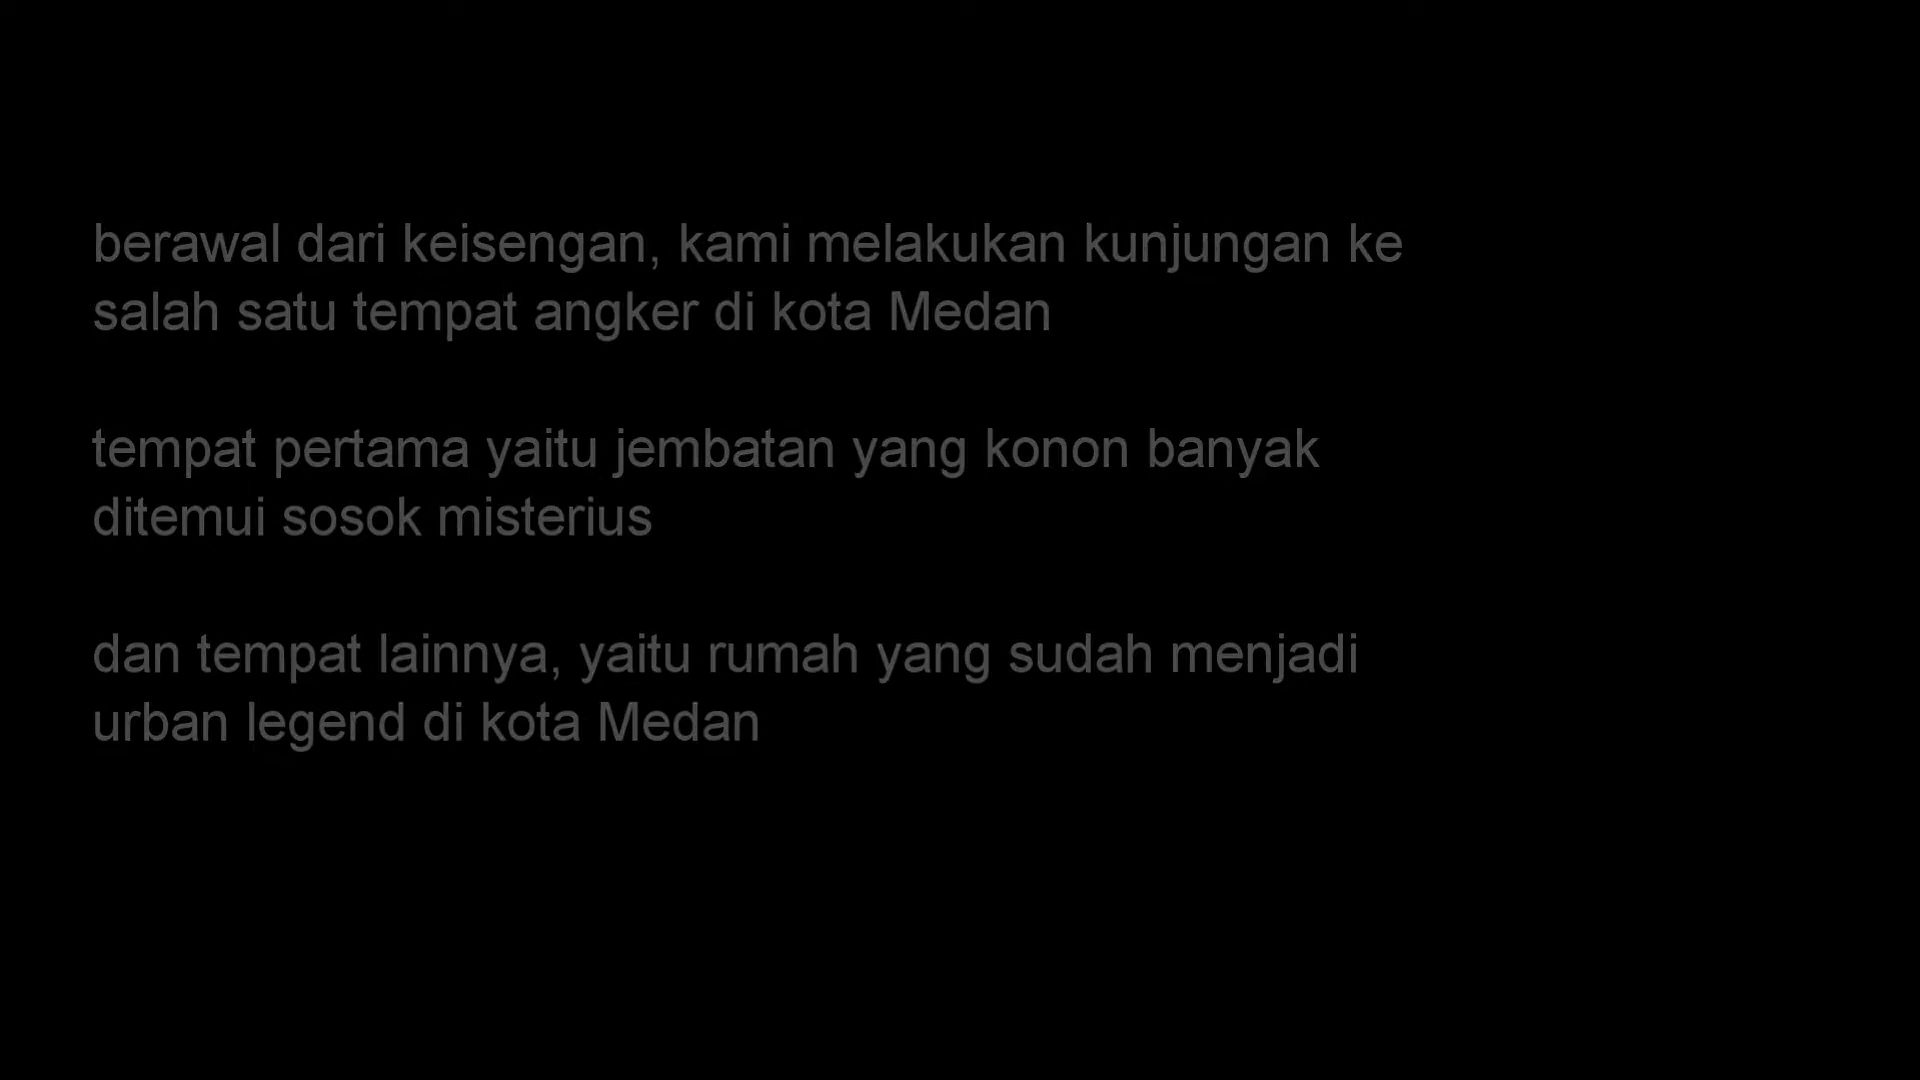 berawal dari keisengan, kami melakukan kunjungan ke
salah satu tempat angker di kota Medan
tempat pertama yaitu jembatan yang konon banyak
ditemui sosok misterius
dan tempat lainnya, yaitu rumah yang sudah menjadi
urban legend di kota Medan